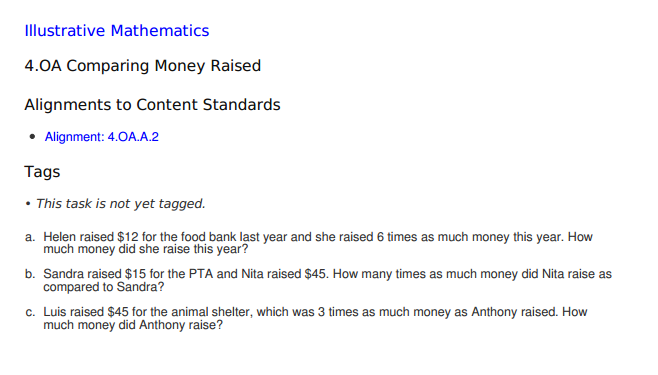 Illustrative Mathematics
4.OA Comparing Money Raised
Alignments to Content Standards
• Alignment: 4.OA.A.2
Tags
• This task is not yet tagged.
a. Helen raised $12 for the food bank last year and she raised 6 times as much money this year. How
much money did she raise this year?
b. Sandra raised $15 for the PTA and Nita raised $45. How many times as much money did Nita raise as
compared to Sandra?
c. Luis raised $45 for the animal shelter, which was 3 times as much money as Anthony raised. How
much money did Anthony raise?